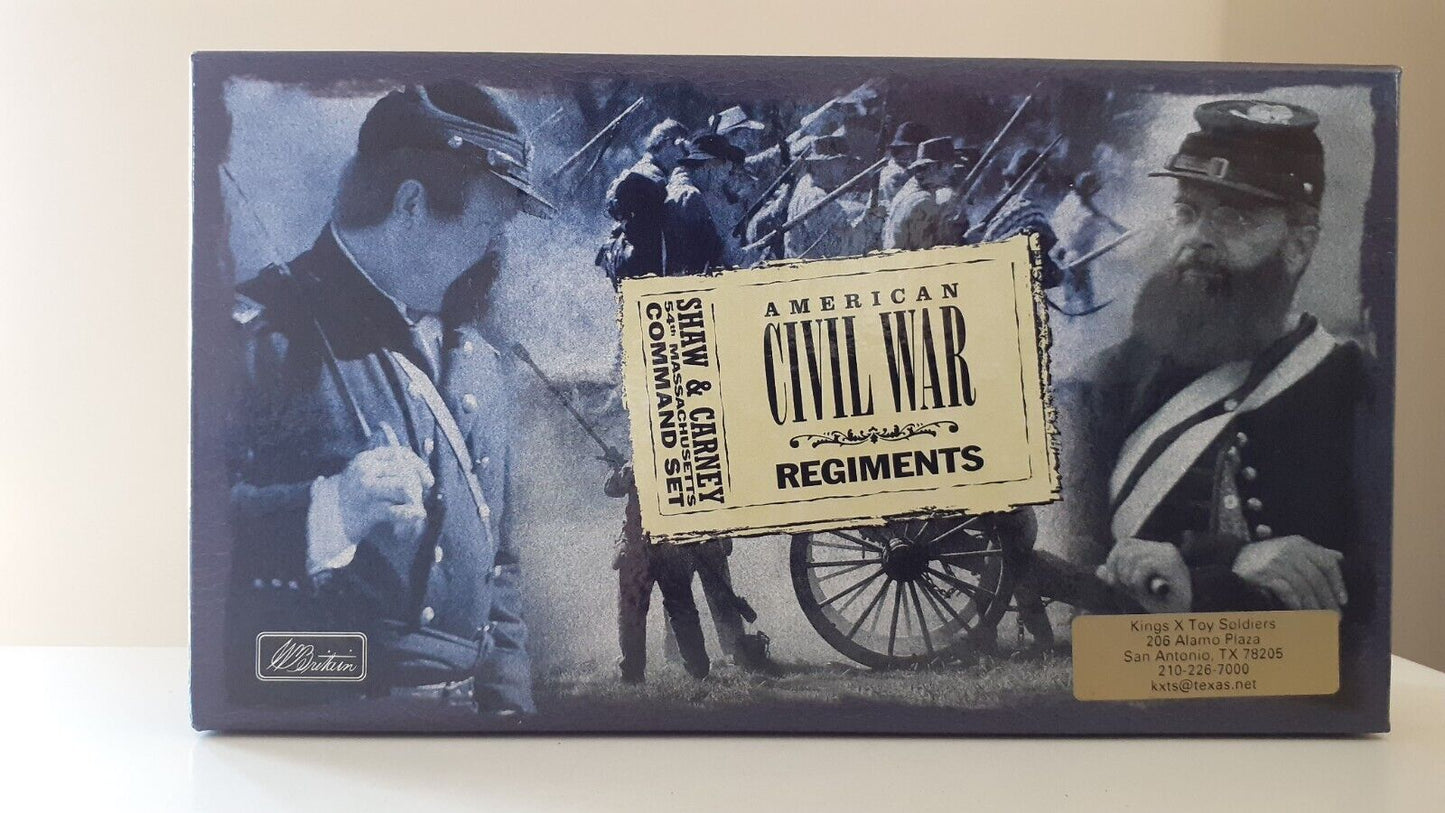 AMERICAN
CIVIL WAR
REGIMENTS
SHAW & CARNEY
54th MASSACHUSETTS
COMMAND SET
WBritain
Kings X Toy Soldiers
206 Alamo Plaza
San Antonio, TX 78205
210-226-7000
kxts@texas.net